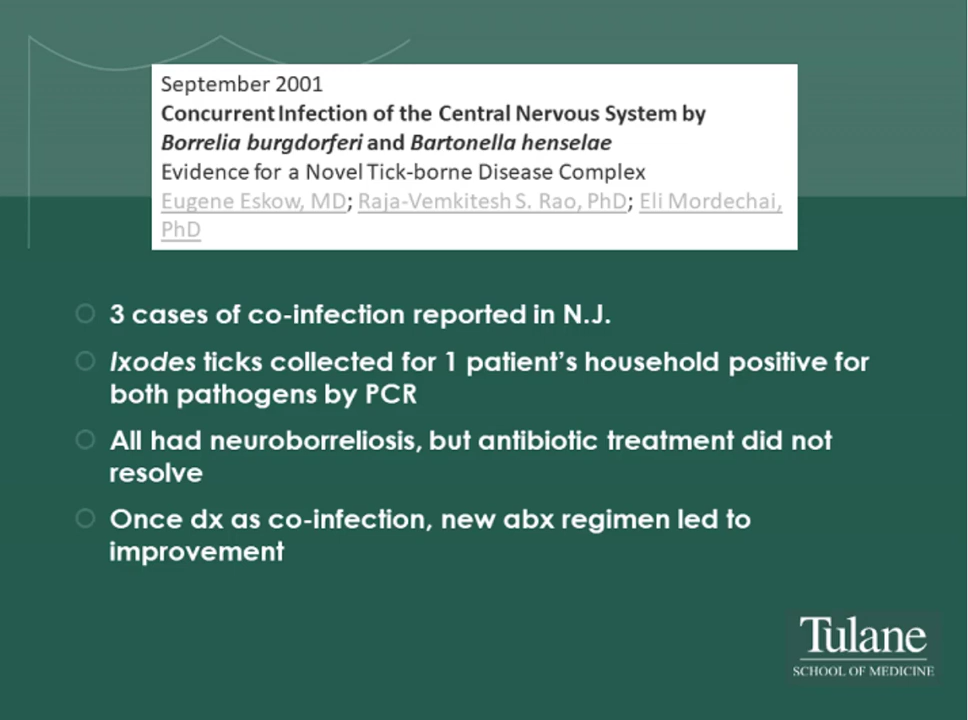 September 2001
Concurrent Infection of the Central Nervous System by
Borrelia burgdorferi and Bartonella henselae
Evidence for a Novel Tick-borne Disease Complex
Eugene Eskow, MD; Raja-Vemkitesh S. Rao, PhD; Eli Mordechai,
PhD
3 cases of co-infection reported in N.J.
Ixodes ticks collected for 1 patient's household positive for
both pathogens by PCR
All had neuroborreliosis, but antibiotic treatment did not
resolve
Once dx as co-infection, new abx regimen led to
improvement
Tulane
SCHOOL OF MEDICINE